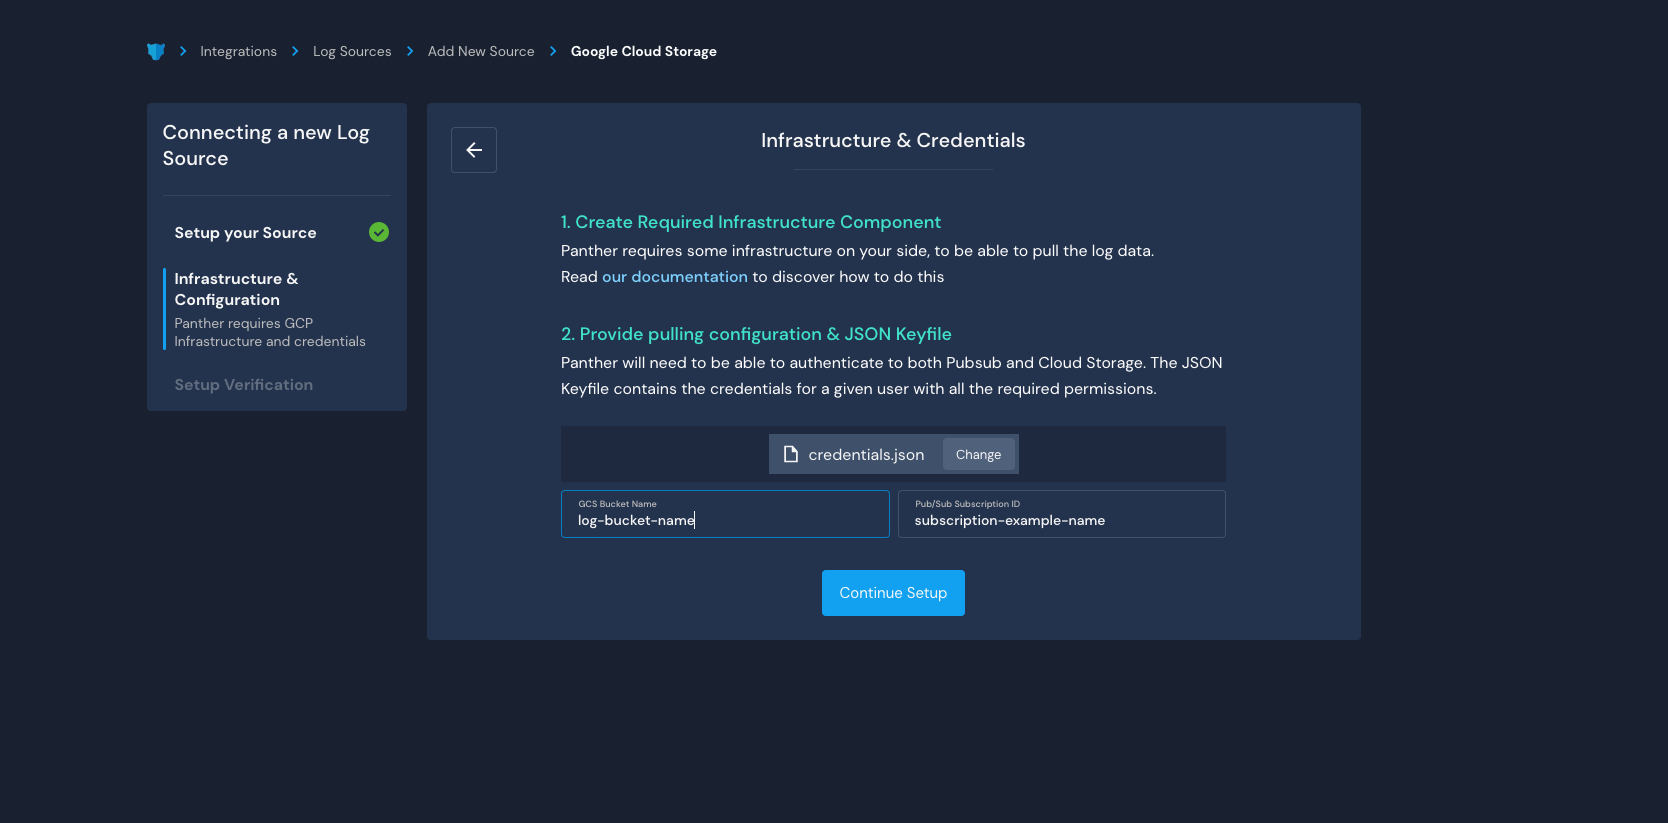 Integrations
Log Sources
Add New Source
Google Cloud Storage
Connecting a new Log
Source
Setup your Source
Infrastructure &
Configuration
Panther requires GCP
Infrastructure and credentials
Setup Verification
Infrastructure & Credentials
1. Create Required Infrastructure Component
Panther requires some infrastructure on your side, to be able to pull the log data.
Read our documentation to discover how to do this
2. Provide pulling configuration & JSON Keyfile
Panther will need to be able to authenticate to both Pubsub and Cloud Storage. The JSON
Keyfile contains the credentials for a given user with all the required permissions.
credentials.json
Change
GCS Bucket Name
log-bucket-name
Pub/Sub Subscription ID
subscription-example-name
Continue Setup